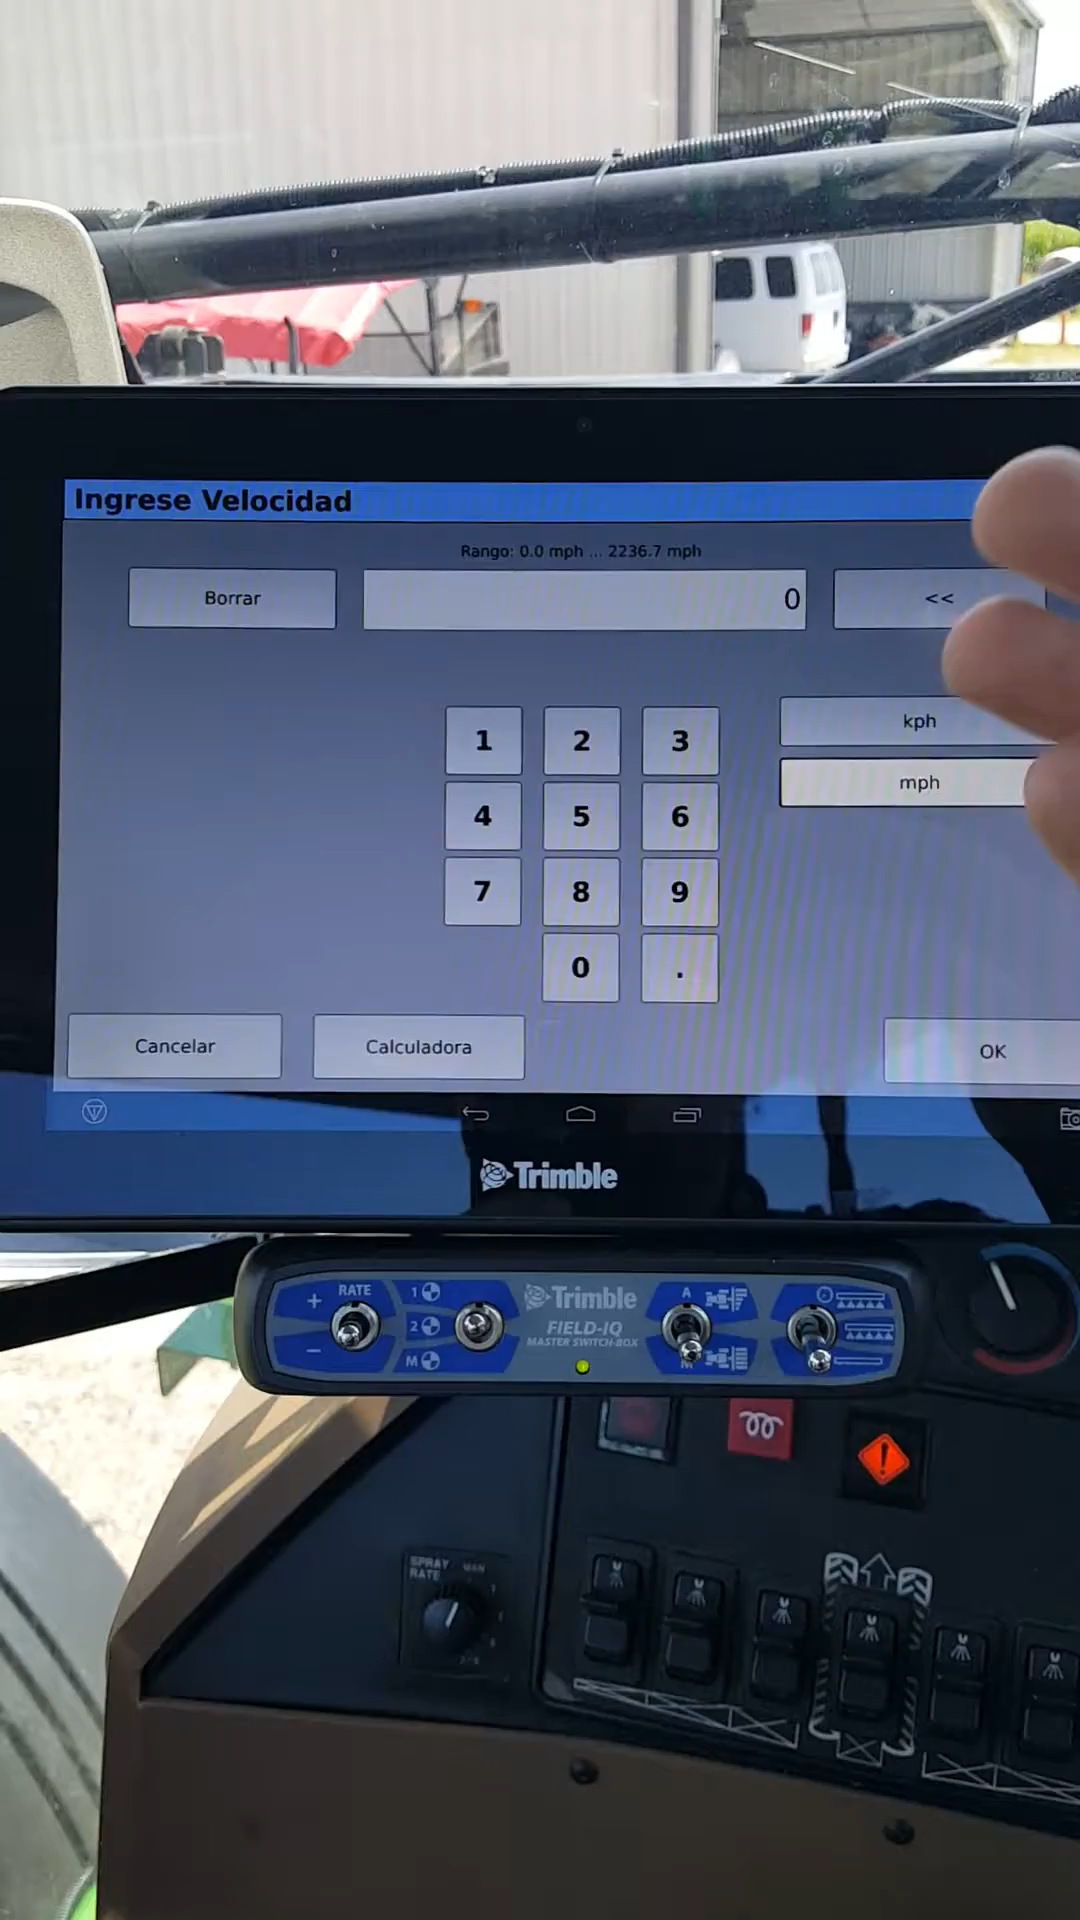 Ingrese Velocidad
Rango: 0.0 mph ... 2236.7 mph
Borrar
0
<<
1 2 3
kph
4 5 6
mph
7 8 9
0 .
Cancelar
Calculadora
OK
Trimble
+ RATE 1
Trimble
A
2
FIELD-IQ
MASTER SWITCH-BOX
- M
M
SPRAY
RATE
MAN